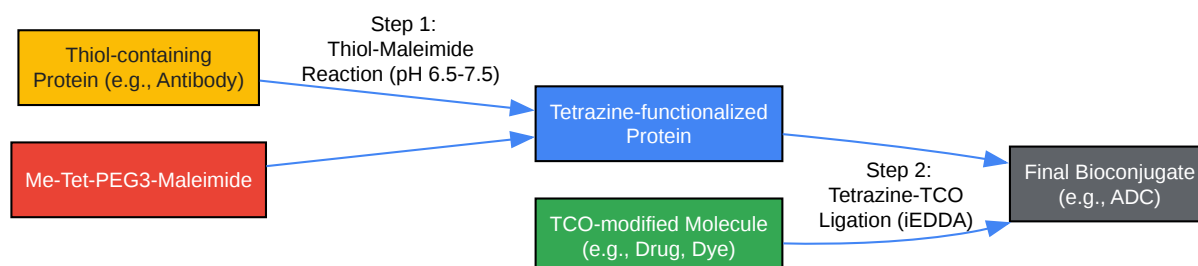 Thiol-containing
Protein (e.g., Antibody)
Step 1:
Thiol-Maleimide
Reaction (pH 6.5-7.5)
Me-Tet-PEG3-Maleimide
Tetrazine-functionalized
Protein
TCO-modified Molecule
(e.g., Drug, Dye)
Step 2:
Tetrazine-TCO
Ligation (iEDDA)
Final Bioconjugate
(e.g., ADC)